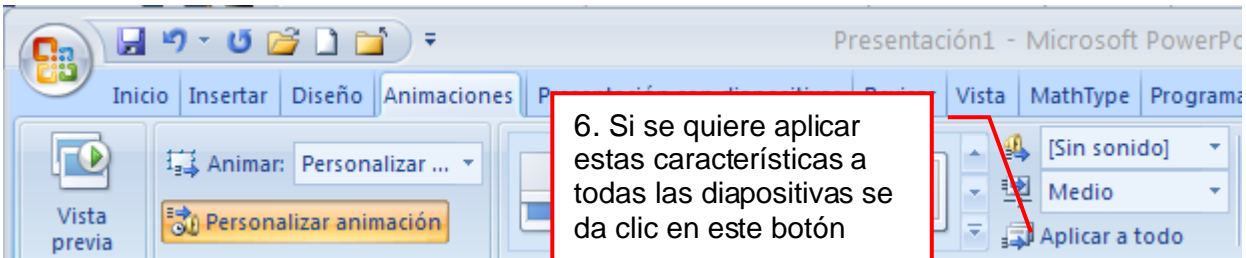 Presentación1 - Microsoft PowerPo
Inicio Insertar Diseño Animaciones Vista MathType Programa
6. Si se quiere aplicar
estas características a
todas las diapositivas se
da clic en este botón
Animar: Personalizar ...
Personalizar animación
Vista
previa
[Sin sonido]
Medio
Aplicar a todo